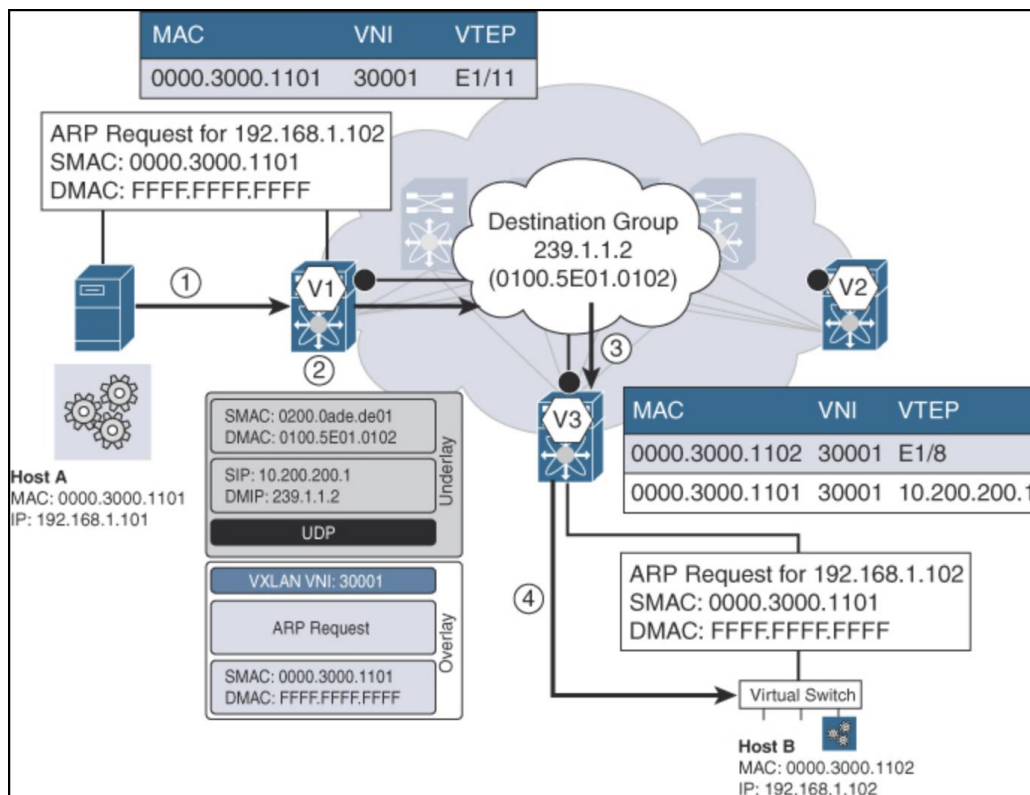 MAC VNI VTEP
0000.3000.1101 30001 E1/11
ARP Request for 192.168.1.102
SMAC: 0000.3000.1101
DMAC: FFFF.FFFF.FFFF
Destination Group
239.1.1.2
(0100.5E01.0102)
1
V1
V2
2
3
V3
SMAC: 0200.0ade.de01
DMAC: 0100.5E01.0102
SIP: 10.200.200.1
DMIP: 239.1.1.2
UDP
Underlay
VXLAN VNI: 30001
ARP Request
SMAC: 0000.3000.1101
DMAC: FFFF.FFFF.FFFF
Overlay
Host A
MAC: 0000.3000.1101
IP: 192.168.1.101
MAC VNI VTEP
0000.3000.1102 30001 E1/8
0000.3000.1101 30001 10.200.200.1
4
ARP Request for 192.168.1.102
SMAC: 0000.3000.1101
DMAC: FFFF.FFFF.FFFF
Virtual Switch
Host B
MAC: 0000.3000.1102
IP: 192.168.1.102